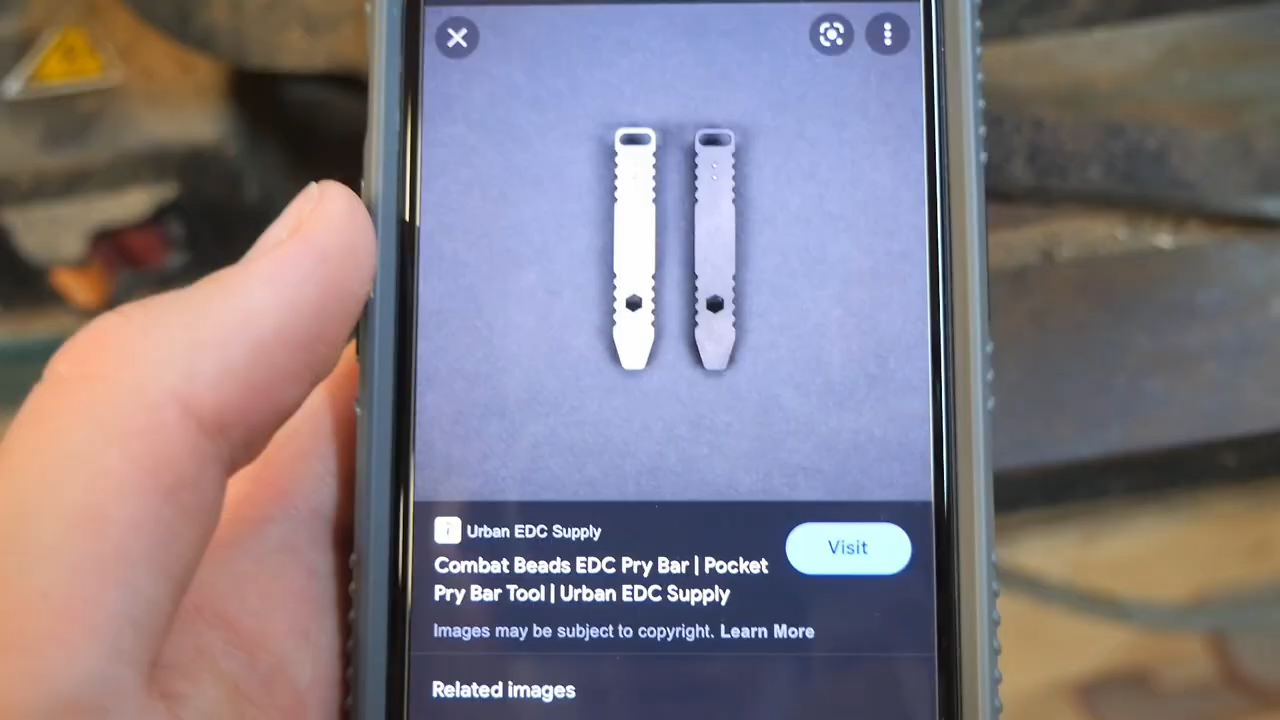 Urban EDC Supply
Visit
Combat Beads EDC Pry Bar | Pocket
Pry Bar Tool | Urban EDC Supply
Images may be subject to copyright. Learn More
Related images